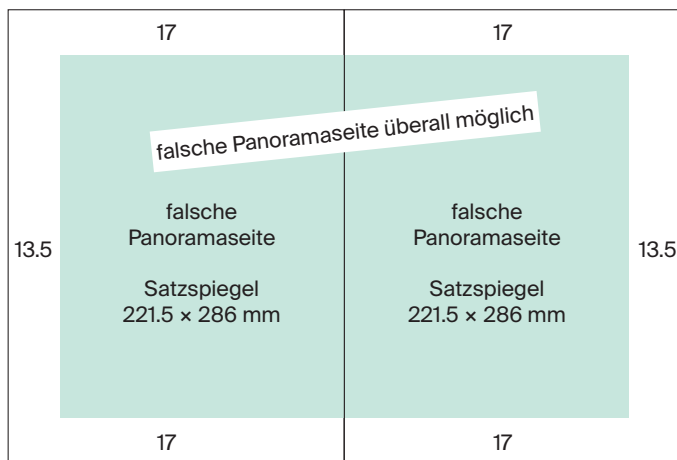 17 17
falsche Panoramaseite überall möglich
falsche
Panoramaseite
13.5
Satzspiegel
221.5 × 286 mm
falsche
Panoramaseite
13.5
Satzspiegel
221.5 × 286 mm
17 17